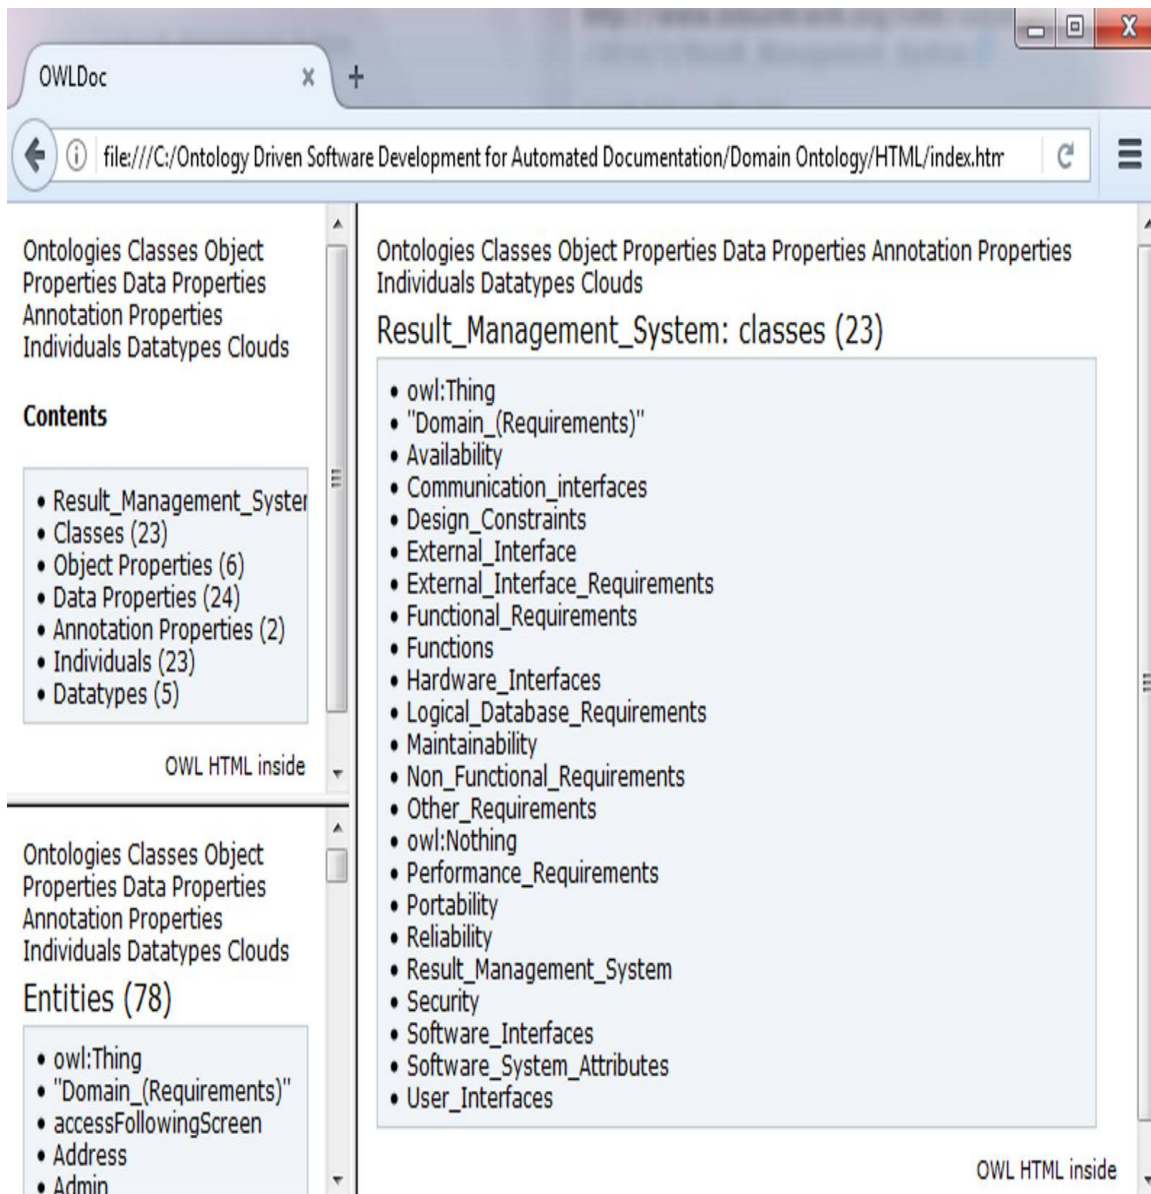 OWLDoc
file:///C:/Ontology Driven Software Development for Automated Documentation/Domain Ontology/HTML/index.htm
Ontologies Classes Object
Properties Data Properties
Annotation Properties
Individuals Datatypes Clouds
Contents
• Result_Management_System
• Classes (23)
• Object Properties (6)
• Data Properties (24)
• Annotation Properties (2)
• Individuals (23)
• Datatypes (5)
OWL HTML inside
Ontologies Classes Object
Properties Data Properties
Annotation Properties
Individuals Datatypes Clouds
Entities (78)
• owl:Thing
• "Domain_(Requirements)"
• accessFollowingScreen
• Address
• Admin
Ontologies Classes Object Properties Data Properties Annotation Properties
Individuals Datatypes Clouds
Result_Management_System: classes (23)
• owl:Thing
• "Domain_(Requirements)"
• Availability
• Communication_interfaces
• Design_Constraints
• External_Interface
• External_Interface_Requirements
• Functional_Requirements
• Functions
• Hardware_Interfaces
• Logical_Database_Requirements
• Maintainability
• Non_Functional_Requirements
• Other_Requirements
• owl:Nothing
• Performance_Requirements
• Portability
• Reliability
• Result_Management_System
• Security
• Software_Interfaces
• Software_System_Attributes
• User_Interfaces
OWL HTML inside